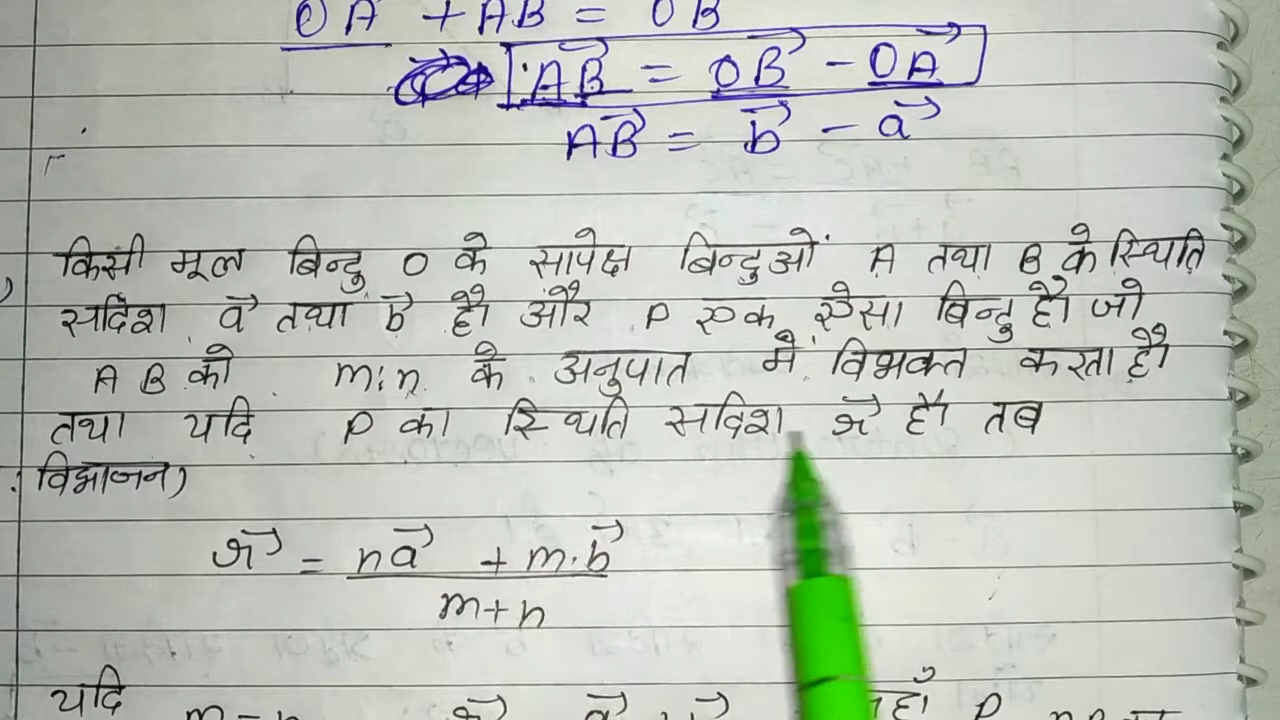 OA + AB = OB
AB⃗ = OB⃗ - OA⃗
AB⃗ = b⃗ - a⃗
किसी मूल बिन्दु O के सापेक्ष बिन्दुओं A तथा B के स्थिति
सदिश a⃗ तथा b⃗ है और P एक ऐसा बिन्दु है जो
AB को m:n के अनुपात में विभक्त करता है
तथा यदि P का स्थिति सदिश r⃗ है तब
विभाजन)
r⃗ = na⃗ + m.b⃗
m+n
यदि m = n